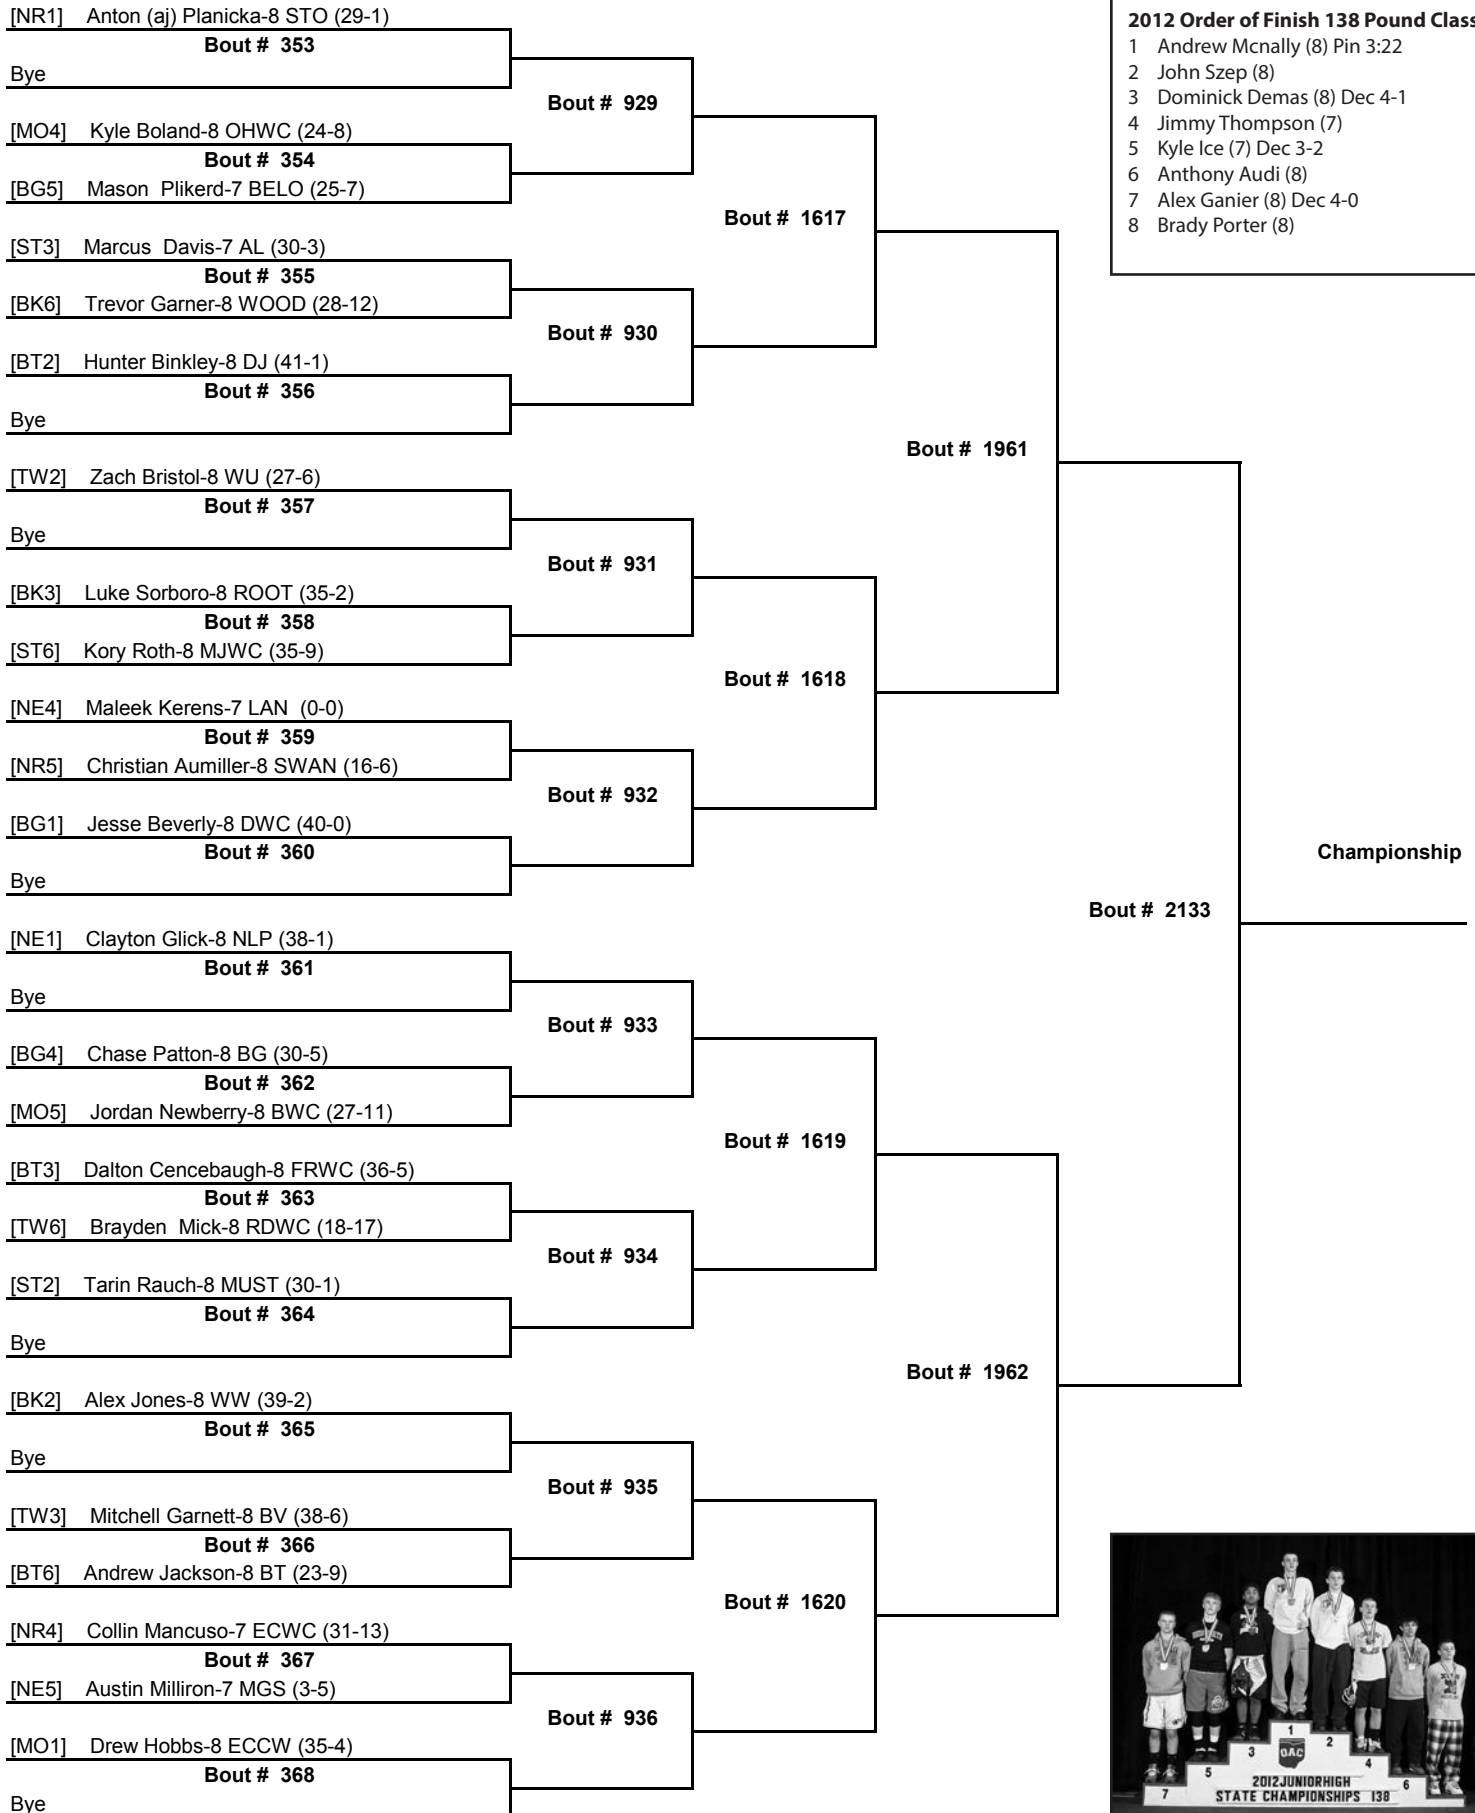 [NR1] Anton (aj) Planicka-8 STO (29-1)
Bout # 353
Bye
Bout # 929
[MO4] Kyle Boland-8 OHWC (24-8)
Bout # 354
[BG5] Mason Plikerd-7 BELO (25-7)
Bout # 1617
[ST3] Marcus Davis-7 AL (30-3)
Bout # 355
[BK6] Trevor Garner-8 WOOD (28-12)
Bout # 930
[BT2] Hunter Binkley-8 DJ (41-1)
Bout # 356
Bye
Bout # 1961
[TW2] Zach Bristol-8 WU (27-6)
Bout # 357
Bye
Bout # 931
[BK3] Luke Sorboro-8 ROOT (35-2)
Bout # 358
[ST6] Kory Roth-8 MJWC (35-9)
Bout # 1618
[NE4] Maleek Kerens-7 LAN (0-0)
Bout # 359
[NR5] Christian Aumiller-8 SWAN (16-6)
Bout # 932
[BG1] Jesse Beverly-8 DWC (40-0)
Bout # 360
Bye
Championship
Bout # 2133
[NE1] Clayton Glick-8 NLP (38-1)
Bout # 361
Bye
Bout # 933
[BG4] Chase Patton-8 BG (30-5)
Bout # 362
[MO5] Jordan Newberry-8 BWC (27-11)
Bout # 1619
[BT3] Dalton Cencebaugh-8 FRWC (36-5)
Bout # 363
[TW6] Brayden Mick-8 RDWC (18-17)
Bout # 934
[ST2] Tarin Rauch-8 MUST (30-1)
Bout # 364
Bye
Bout # 1962
[BK2] Alex Jones-8 WW (39-2)
Bout # 365
Bye
Bout # 935
[TW3] Mitchell Garnett-8 BV (38-6)
Bout # 366
[BT6] Andrew Jackson-8 BT (23-9)
Bout # 1620
[NR4] Collin Mancuso-7 ECWC (31-13)
Bout # 367
[NE5] Austin Milliron-7 MGS (3-5)
Bout # 936
[MO1] Drew Hobbs-8 ECCW (35-4)
Bout # 368
Bye
2012 Order of Finish 138 Pound Class
1 Andrew Mcnally (8) Pin 3:22
2 John Szep (8)
3 Dominick Demas (8) Dec 4-1
4 Jimmy Thompson (7)
5 Kyle Ice (7) Dec 3-2
6 Anthony Audi (8)
7 Alex Ganier (8) Dec 4-0
8 Brady Porter (8)
1
2
3
OAC
4
5
6
7
2012 JUNIOR HIGH
STATE CHAMPIONSHIPS 138